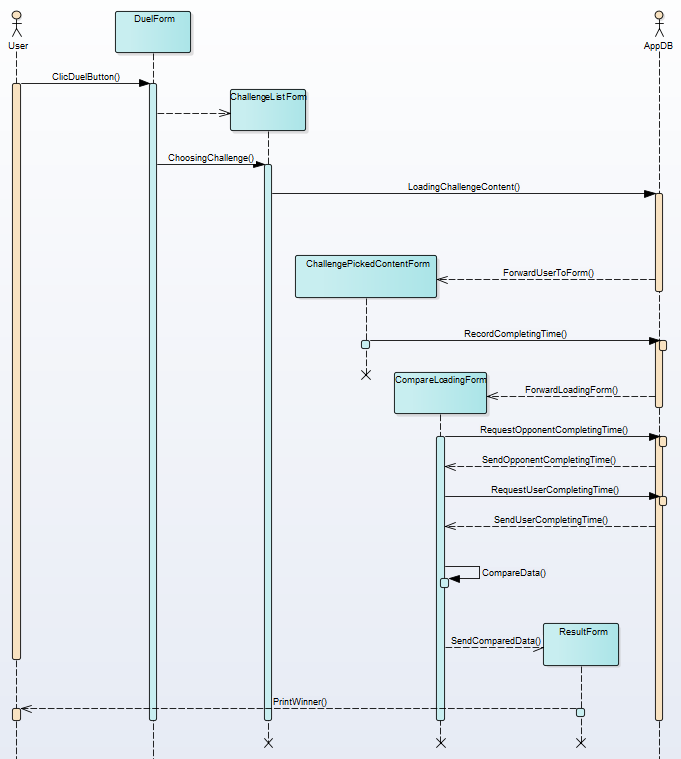 DuelForm
User
AppDB
ClicDuelButton()
ChallengeListForm
ChoosingChallenge()
LoadingChallengeContent()
ChallengePickedContentForm
ForwardUserToForm()
RecordCompletingTime()
CompareLoadingForm
ForwardLoadingForm()
RequestOpponentCompletingTime()
SendOpponentCompletingTime()
RequestUserCompletingTime()
SendUserCompletingTime()
CompareData()
ResultForm
SendComparedData()
PrintWinner()